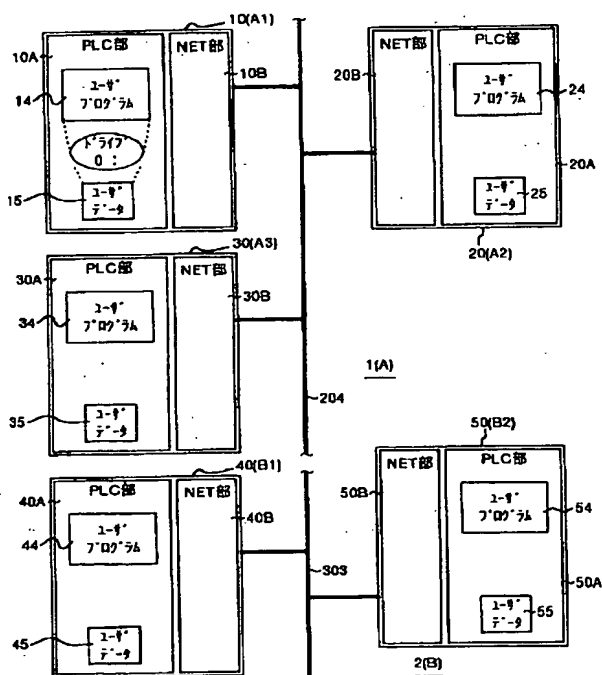 10(A1)
PLC部
NET部
10A
10B
ユーザ
プログラム
14
ドライブ
0 :
ユーザ
データ
15
NET部
PLC部
20B
ユーザ
プログラム
24
20A
ユーザ
データ
25
20(A2)
30(A3)
PLC部
NET部
30A
30B
ユーザ
プログラム
34
ユーザ
データ
35
1(A)
204
40(B1)
PLC部
NET部
40A
40B
ユーザ
プログラム
44
ユーザ
データ
45
303
50(B2)
NET部
PLC部
50B
ユーザ
プログラム
54
50A
ユーザ
データ
55
2(B)